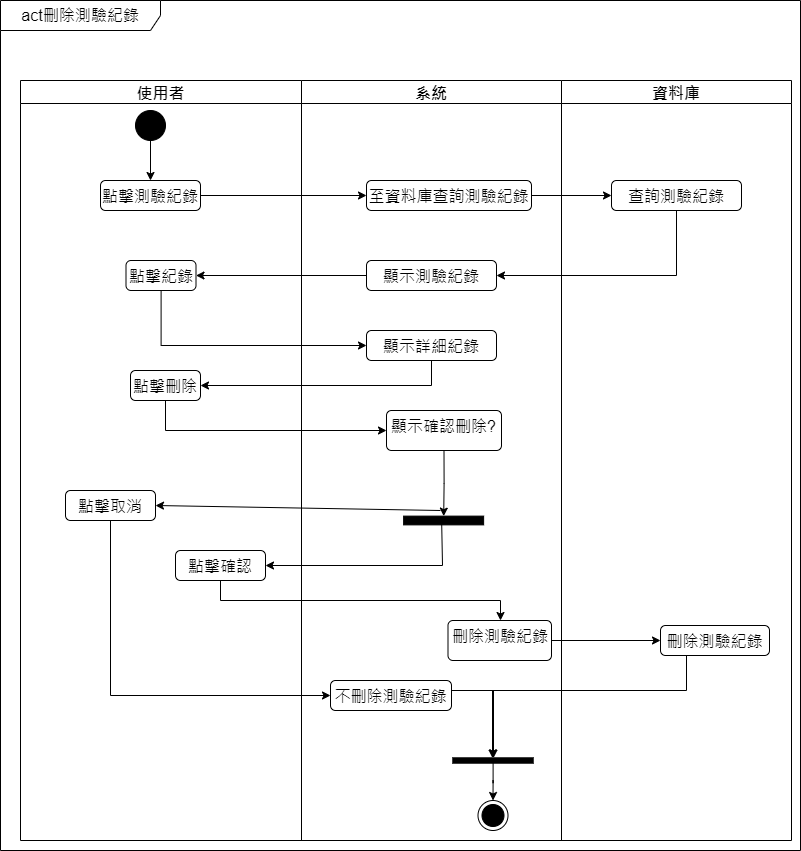 act刪除測驗紀錄
使用者
系統
資料庫
點擊測驗紀錄
至資料庫查詢測驗紀錄
查詢測驗紀錄
點擊紀錄
顯示測驗紀錄
顯示詳細紀錄
點擊刪除
顯示確認刪除?
點擊取消
點擊確認
刪除測驗紀錄
刪除測驗紀錄
不刪除測驗紀錄